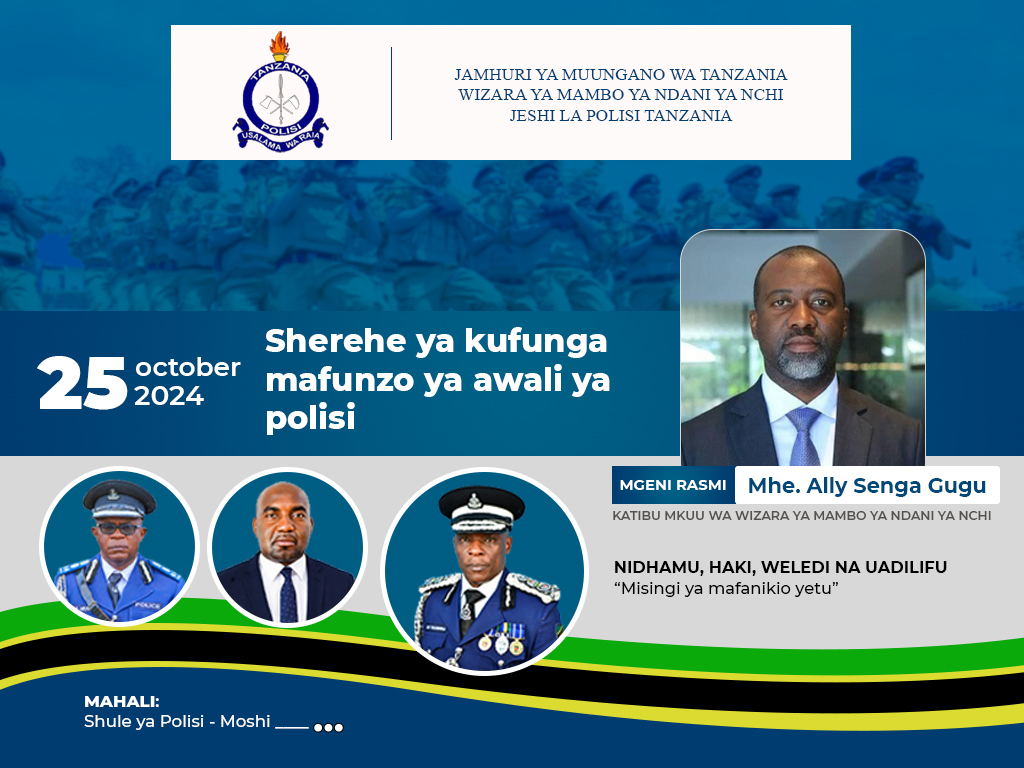 TANZANIA
POLISI
USALAMA WA RAIA
JAMHURI YA MUUNGANO WA TANZANIA
WIZARA YA MAMBO YA NDANI YA NCHI
JESHI LA POLISI TANZANIA
25
october
2024
Sherehe ya kufunga
mafunzo ya awali ya
polisi
MGENI RASMI
Mhe. Ally Senga Gugu
KATIBU MKUU WA WIZARA YA MAMBO YA NDANI YA NCHI
NIDHAMU, HAKI, WELEDI NA UADILIFU
“Misingi ya mafanikio yetu”
POLICE
MAHALI:
Shule ya Polisi - Moshi ____